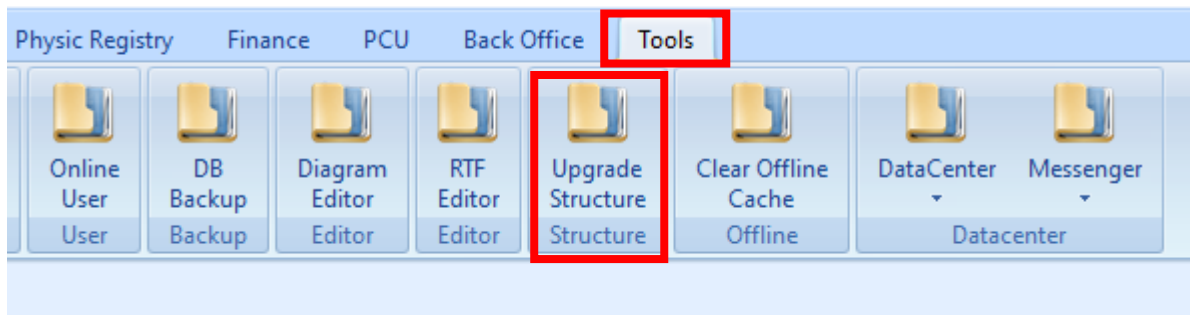 Physic Registry Finance PCU Back Office Tools
Online User
DB Backup
Diagram Editor
RTF Editor
Upgrade Structure
Clear Offline Cache
DataCenter
Messenger
User Backup Editor Editor Structure Offline Datacenter